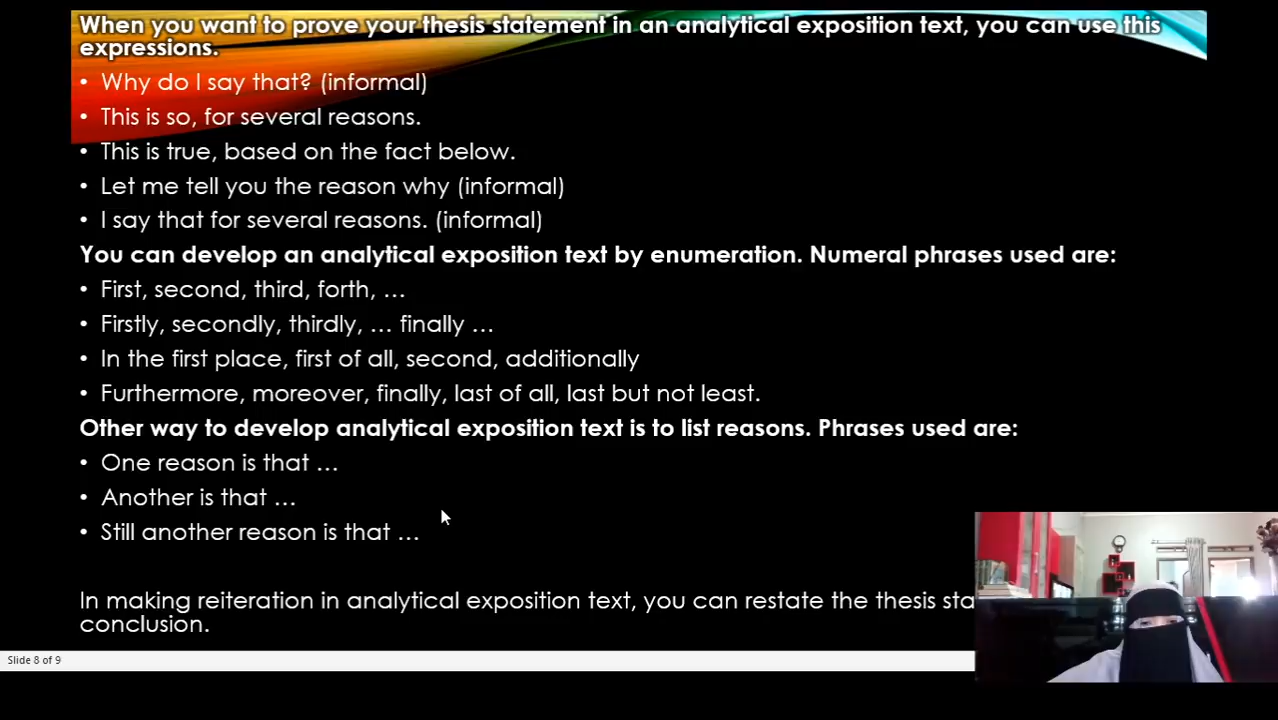 When you want to prove your thesis statement in an analytical exposition text, you can use this
expressions.
• Why do I say that? (informal)
• This is so, for several reasons.
• This is true, based on the fact below.
• Let me tell you the reason why (informal)
• I say that for several reasons. (informal)
You can develop an analytical exposition text by enumeration. Numeral phrases used are:
• First, second, third, forth, …
• Firstly, secondly, thirdly, … finally …
• In the first place, first of all, second, additionally
• Furthermore, moreover, finally, last of all, last but not least.
Other way to develop analytical exposition text is to list reasons. Phrases used are:
• One reason is that …
• Another is that …
• Still another reason is that …
In making reiteration in analytical exposition text, you can restate the thesis
conclusion.
Slide 8 of 9